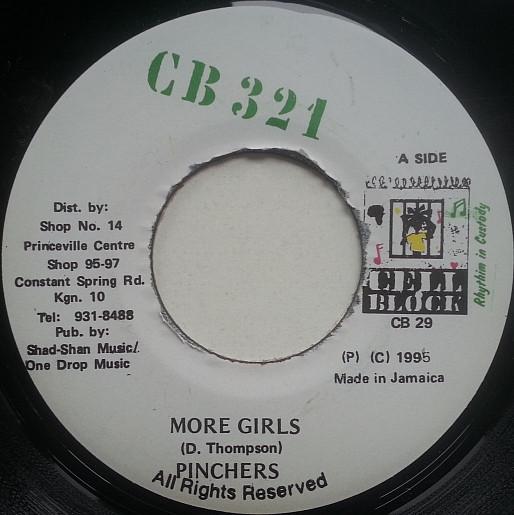 CB 321
A SIDE
CELL
BLOCK
Rhythim in Custody
CB 29
Dist. by:
Shop No. 14
Princeville Centre
Shop 95-97
Constant Spring Rd.
Kgn. 10
Tel: 931-8488
Pub. by:
Shad-Shan Music/
One Drop Music
(P) (C) 1995
Made in Jamaica
MORE GIRLS
(D. Thompson)
PINCHERS
All Rights Reserved